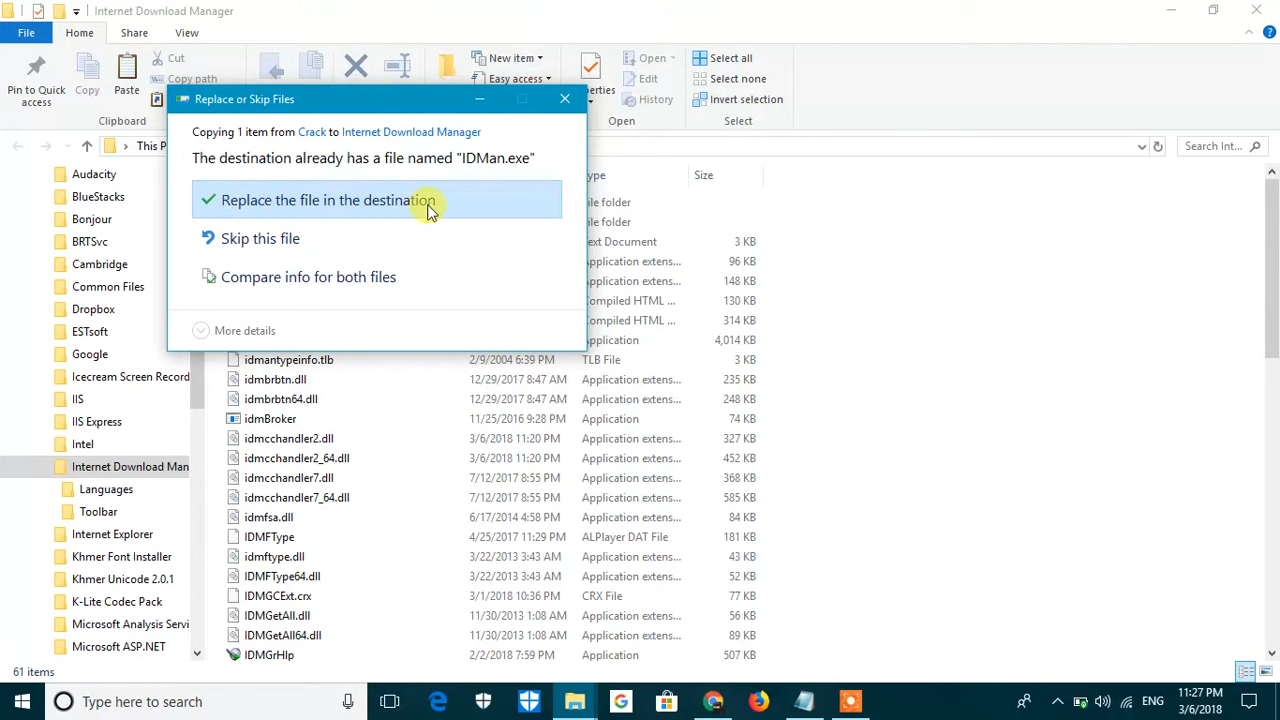 Internet Download Manager
File Home Share View
Pin to Quick access
Copy
Paste
Cut
Copy path
Clipboard
New item
Easy access
erties
Open
Edit
History
Open
Select all
Select none
Invert selection
Select
This P
Search Int...
Replace or Skip Files
Copying 1 item from Crack to Internet Download Manager
The destination already has a file named "IDMan.exe"
Replace the file in the destination
Skip this file
Compare info for both files
More details
Audacity
BlueStacks
Bonjour
BRTSvc
Cambridge
Common Files
Dropbox
ESTsoft
Google
Icecream Screen Record
IIS
IIS Express
Intel
Internet Download Man
Languages
Toolbar
Internet Explorer
Khmer Font Installer
Khmer Unicode 2.0.1
K-Lite Codec Pack
Microsoft Analysis Servi
Microsoft ASP.NET
ype Size
ile folder
ile folder
ext Document 3 KB
Application extens... 96 KB
Application extens... 148 KB
Compiled HTML ... 130 KB
Compiled HTML ... 314 KB
Application 4,014 KB
idmantypeinfo.tlb 2/9/2004 6:39 PM TLB File 3 KB
idmbrbtn.dll 12/29/2017 8:47 AM Application extens... 235 KB
idmbrbtn64.dll 12/29/2017 8:47 AM Application extens... 248 KB
idmBroker 11/25/2016 9:28 PM Application 74 KB
idmcchandler2.dll 3/6/2018 11:20 PM Application extens... 327 KB
idmcchandler2_64.dll 3/6/2018 11:20 PM Application extens... 452 KB
idmcchandler7.dll 7/12/2017 8:55 PM Application extens... 368 KB
idmcchandler7_64.dll 7/12/2017 8:55 PM Application extens... 585 KB
idmfsa.dll 6/17/2014 4:58 PM Application extens... 84 KB
IDMFType 4/25/2017 11:29 PM ALPlayer DAT File 181 KB
idmftype.dll 3/22/2013 3:43 AM Application extens... 43 KB
IDMFType64.dll 3/22/2013 3:43 AM Application extens... 52 KB
IDMGCExt.crx 3/1/2018 10:36 PM CRX File 77 KB
IDMGetAll.dll 11/30/2013 1:08 AM Application extens... 56 KB
IDMGetAll64.dll 11/30/2013 1:08 AM Application extens... 89 KB
IDMGrHlp 2/2/2018 7:59 PM Application 507 KB
61 items
Type here to search
ENG
11:27 PM
3/6/2018